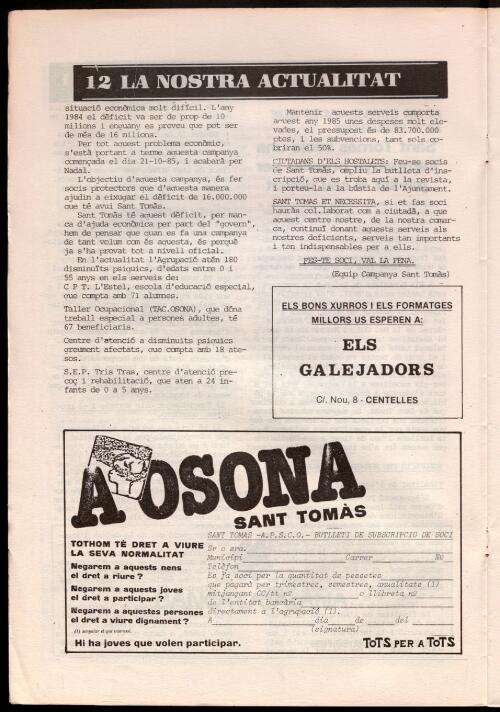 12 LA NOSTRA ACTUALITAT
situació econòmica molt difícil. L'any
1984 el dèficit va ser de prop de 10
milions i enguany es preveu que pot ser
de més de 16 milions.
Per tot aquest problema econòmic,
s'està portant a terme aquesta campanya
començada el dia 21-10-85, i acabarà per
Nadal.
L'objectiu d'aquesta campanya, és fer
socis protectors que d'aquesta manera
ajudin a eixugar el dèficit de 16.000.000
que té avui Sant Tomàs.
Sant Tomàs té aquest dèficit, per man-
ca d'ajuda econòmica per part del "govern",
hem de pensar que quan es fa una campanya
de tant volum com és aquesta, és perquè
ja s'ha provat tot a nivell oficial.
En l'actualitat l'Agrupació atén 180
disminuïts psíquics, d'edats entre 0 i
55 anys en els serveis de:
C P T. L'Estel, escola d'educació especial,
que compta amb 71 alumnes.
Taller Ocupacional (TAC.OSONA), que dóna
treball especial a persones adultes, té
67 beneficiaris.
Centre d'atenció a disminuïts psíquics
greument afectats, que compta amb 18 ate-
sos.
S.E.P. Tris Tras, centre d'atenció pre-
coç i rehabilitació, que aten a 24 in-
fants de 0 a 5 anys.
Mantenir aquests serveis comporta
aquest any 1985 unes despeses molt ele-
vades, el pressupost és de 83.700.000
ptes, i les subvencions, tant sols co-
briran el 50%.
CIUTADANS D'ELS HOSTALETS: Feu-se socis
de Sant Tomàs, ompliu la butlleta d'ins-
cripció, que es troba aquí a la revista,
i porteu-la a la bústia de l'Ajuntament.
SANT TOMAS ET NECESSITA, si et fas soci
hauràs col.laborat com a ciutadà, a que
aquest centre nostre, de la nostra comar-
ca, continuï donant aquests serveis als
nostres deficients, serveis tan importants
i tan indispensables per a ells.
FES-TE SOCI, VAL LA PENA.
(Equip Campanya Sant Tomàs)
ELS BONS XURROS I ELS FORMATGES
MILLORS US ESPEREN A:
ELS
GALEJADORS
C/. Nou, 8 - CENTELLES
A OSONA
SANT TOMÀS
TOTHOM TÉ DRET A VIURE
LA SEVA NORMALITAT
Negarem a aquests nens
el dret a riure ?
Negarem a aquests joves
el dret a participar ?
Negarem a aquestes persones
el dret a viure dignament ?
Hi ha joves que volen participar.
SANT TOMAS -A.P.S.C.O.- BUTLLETI DE SUBSCRIPCIO DE SOCI
Sr o sra.
Municipi Carrer Nº
Telèfon
Es fa soci per la quantitat de pessetes
que pagarà per trimestres, semestres, anualitats (1)
mitjançant CC/tt nº o llibreta nº
de l'entitat bancària
directament a l'agrupació (1).
A dia de del
(signatura)
TOTS PER A TOTS